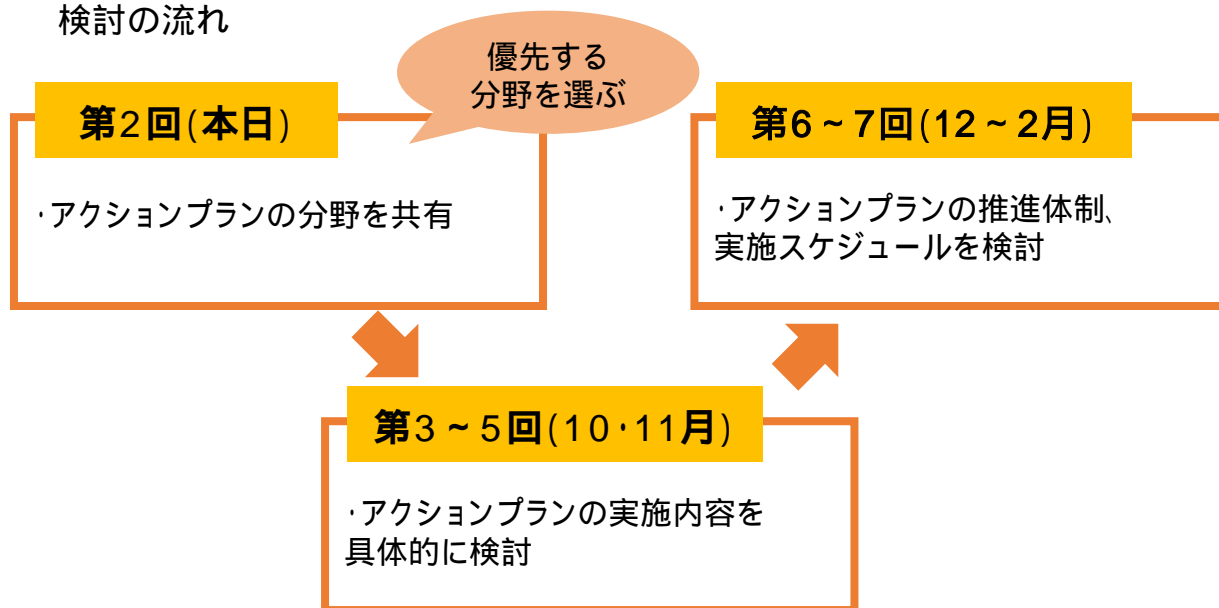 検討の流れ
優先する
分野を選ぶ
第2回(本日)
・アクションプランの分野を共有
第3~5回(10・11月)
・アクションプランの実施内容を
具体的に検討
第6~7回(12~2月)
・アクションプランの推進体制、
実施スケジュールを検討